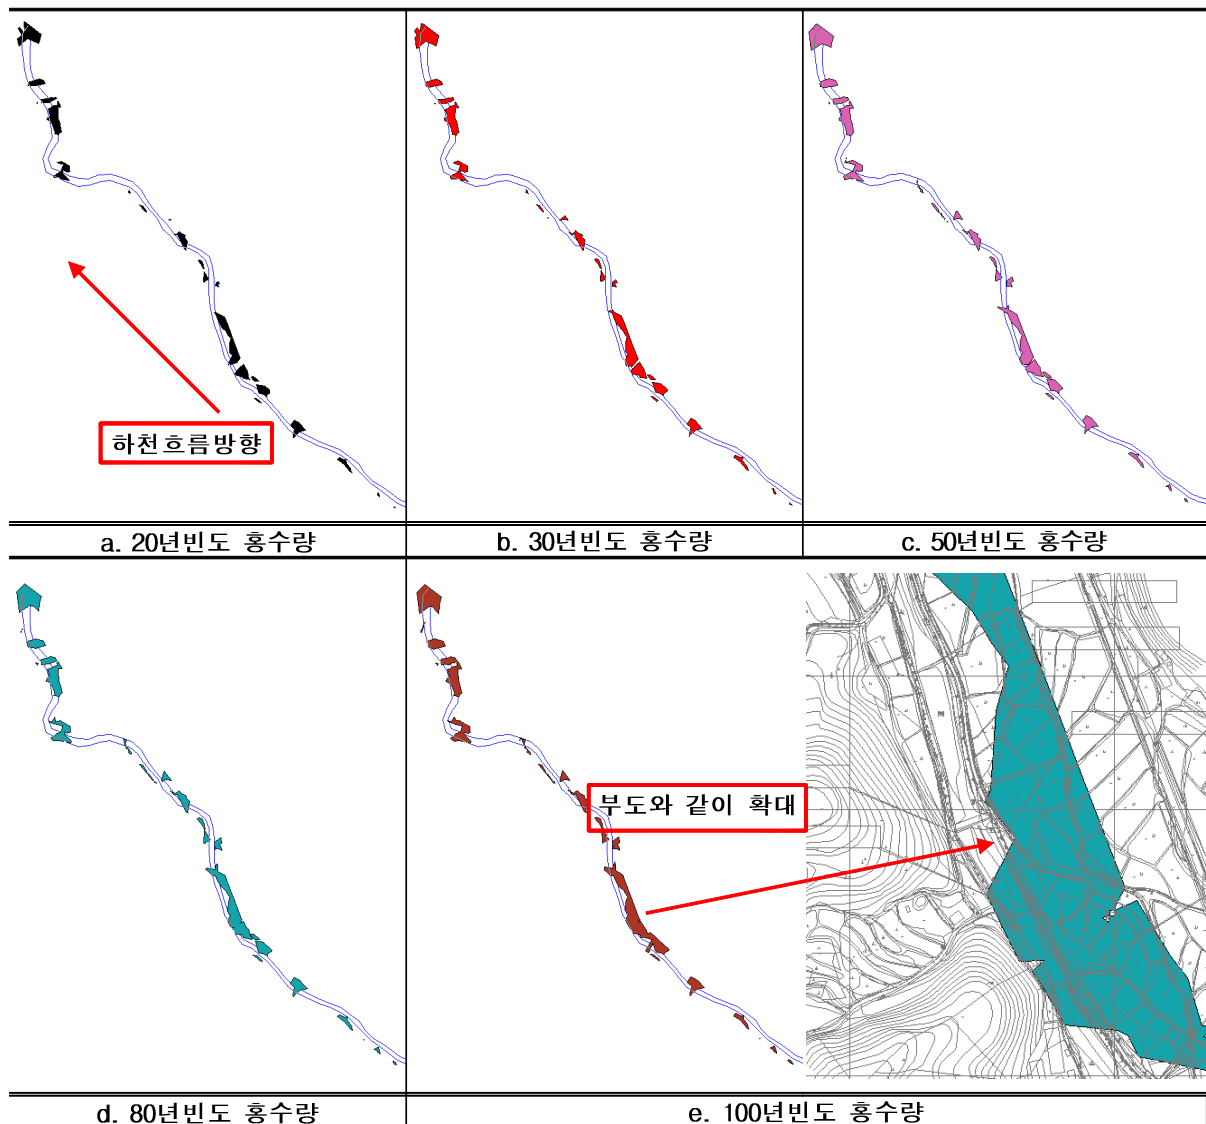 하천흐름방향
a. 20년빈도 홍수량
b. 30년빈도 홍수량
c. 50년빈도 홍수량
부도와 같이 확대
d. 80년빈도 홍수량
e. 100년빈도 홍수량